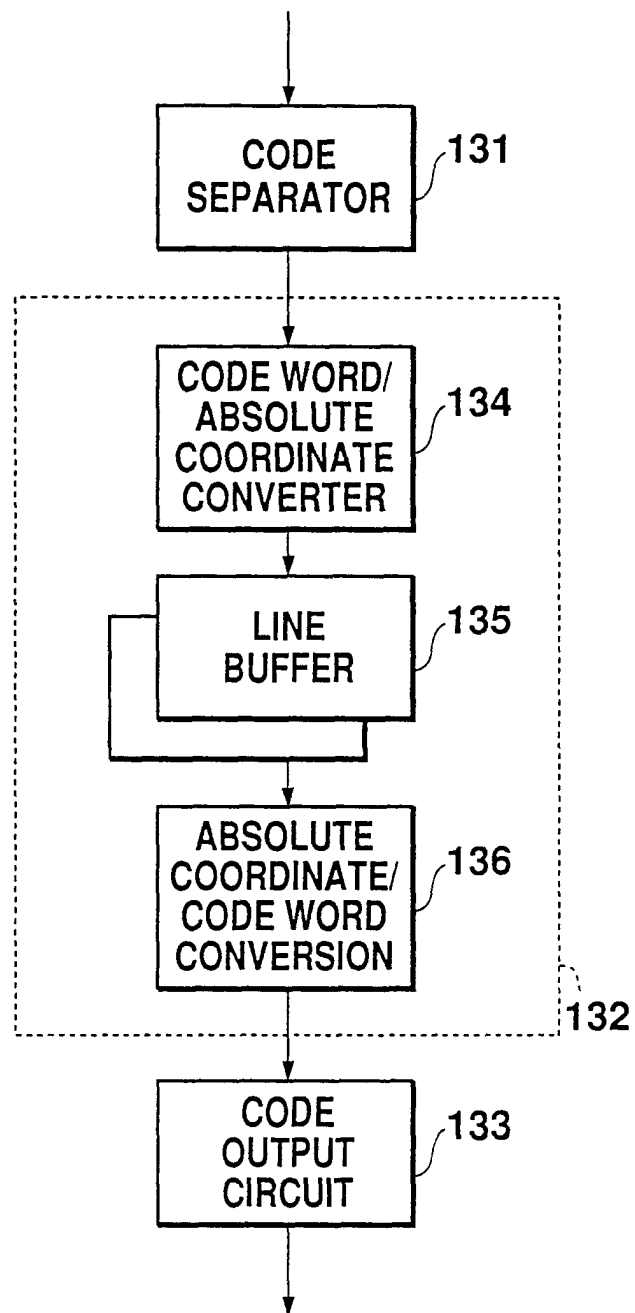 CODE
SEPARATOR
131
CODE WORD/
ABSOLUTE
COORDINATE
CONVERTER
134
LINE
BUFFER
135
ABSOLUTE
COORDINATE/
CODE WORD
CONVERSION
136
132
CODE
OUTPUT
CIRCUIT
133